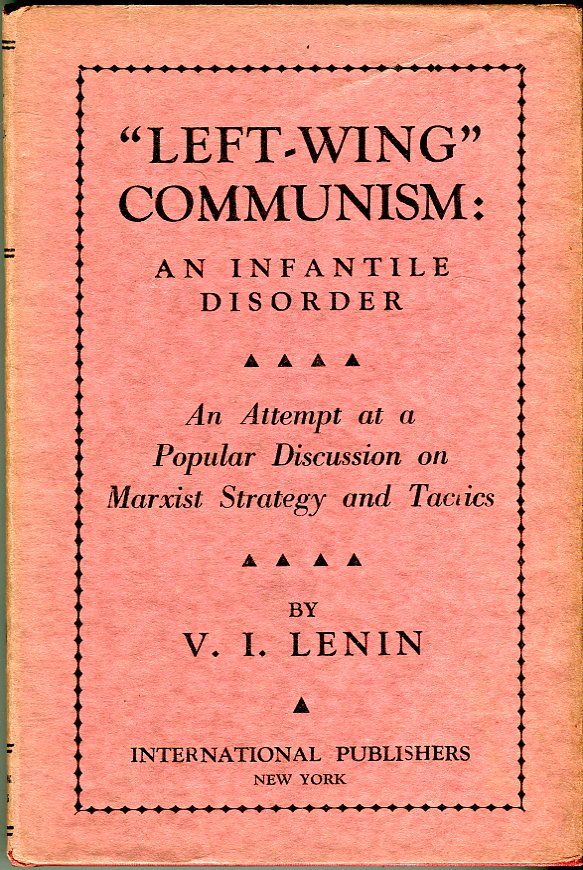 “LEFT-WING”
COMMUNISM:
AN INFANTILE
DISORDER
An Attempt at a
Popular Discussion on
Marxist Strategy and Tactics
BY
V. I. LENIN
INTERNATIONAL PUBLISHERS
NEW YORK